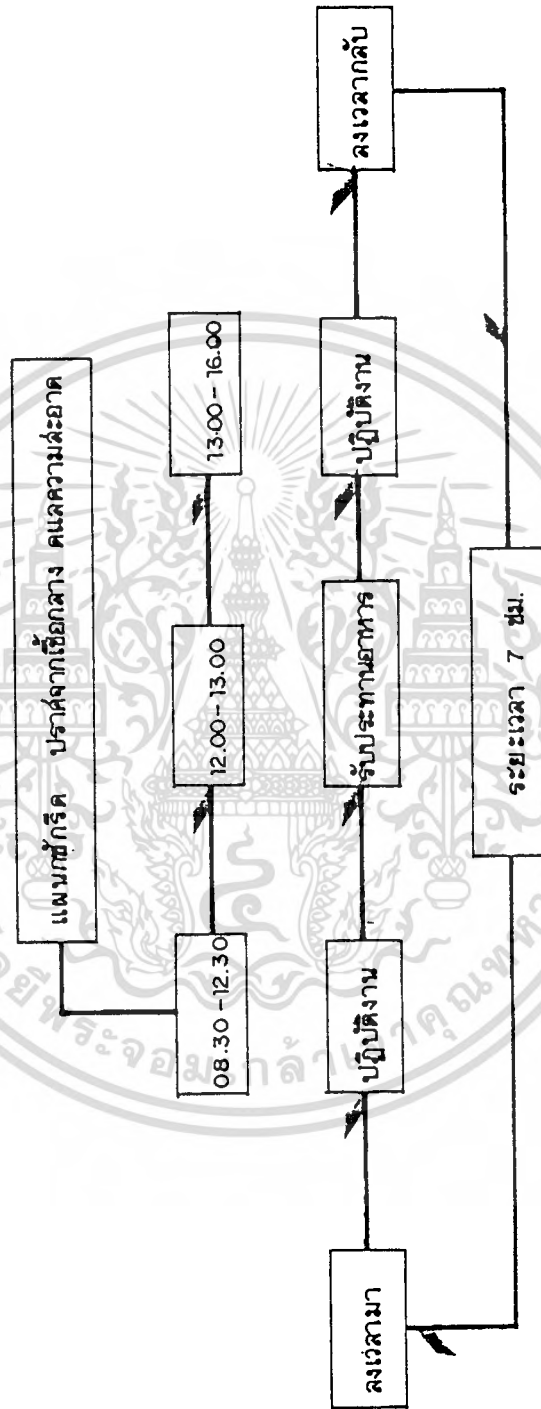 แผนกซักรีด ปราศจากเชื้อกลาง ดูแลความสะอาด
08.30-12.30
12.00-13.00
13.00-16.00
ลงเวลามา
ปฏิบัติงาน
รับประทานอาหาร
ปฏิบัติงาน
ลงเวลากลับ
ระยะเวลา 7 ชม.